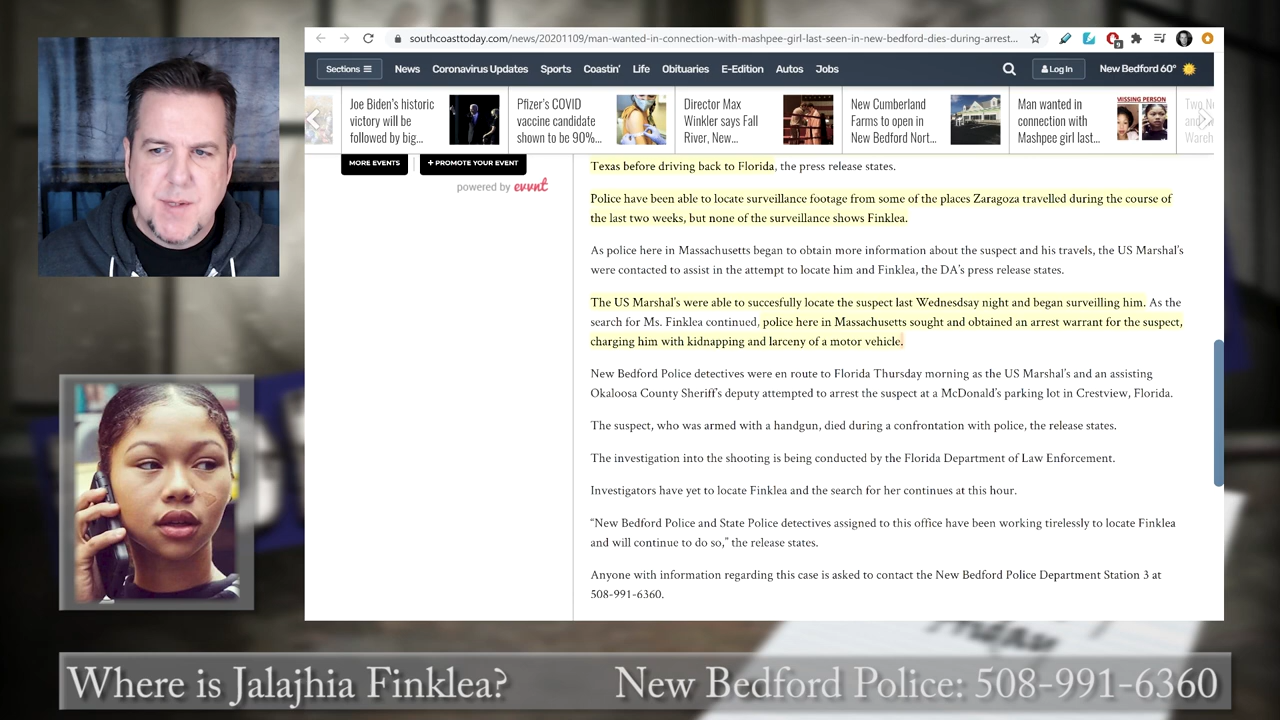 southcoasttoday.com/news/20201109/man-wanted-in-connection-with-mashpee-girl-last-seen-in-new-bedford-dies-during-arrest...
9
Sections
News
Coronavirus Updates
Sports
Coastin'
Life
Obituaries
E-Edition
Autos
Jobs
Log In
New Bedford 60°
Joe Biden's historic
victory will be
followed by big...
Pfizer's COVID
vaccine candidate
shown to be 90%...
Director Max
Winkler says Fall
River, New...
New Cumberland
Farms to open in
New Bedford Nort...
Man wanted in
connection with
Mashpee girl last...
MISSING PERSON
MORE EVENTS
+ PROMOTE YOUR EVENT
powered by evvnt
Texas before driving back to Florida, the press release states.
Police have been able to locate surveillance footage from some of the places Zaragoza travelled during the course of
the last two weeks, but none of the surveillance shows Finklea.
As police here in Massachusetts began to obtain more information about the suspect and his travels, the US Marshal's
were contacted to assist in the attempt to locate him and Finklea, the DA's press release states.
The US Marshal's were able to succesfully locate the suspect last Wednesdsay night and began surveilling him. As the
search for Ms. Finklea continued, police here in Massachusetts sought and obtained an arrest warrant for the suspect,
charging him with kidnapping and larceny of a motor vehicle.
New Bedford Police detectives were en route to Florida Thursday morning as the US Marshal's and an assisting
Okaloosa County Sheriff's deputy attempted to arrest the suspect at a McDonald's parking lot in Crestview, Florida.
The suspect, who was armed with a handgun, died during a confrontation with police, the release states.
The investigation into the shooting is being conducted by the Florida Department of Law Enforcement.
Investigators have yet to locate Finklea and the search for her continues at this hour.
“New Bedford Police and State Police detectives assigned to this office have been working tirelessly to locate Finklea
and will continue to do so,” the release states.
Anyone with information regarding this case is asked to contact the New Bedford Police Department Station 3 at
508-991-6360.
Where is Jalajhia Finklea?
New Bedford Police: 508-991-6360